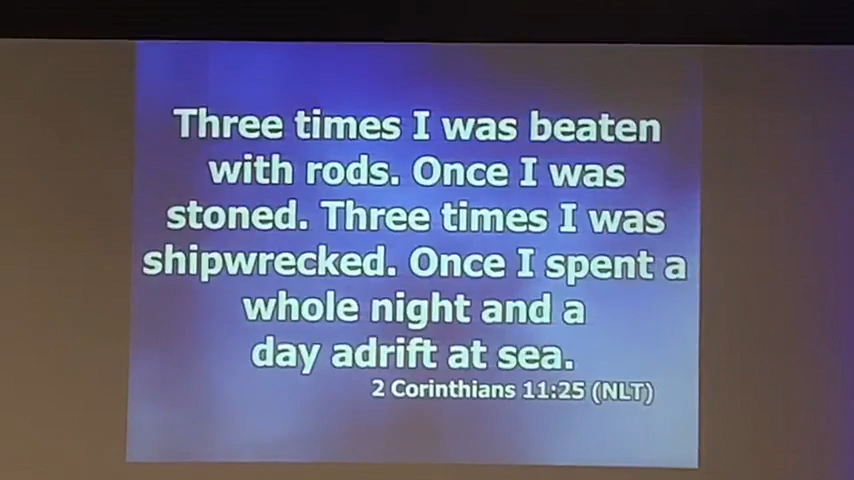 Three times I was beaten
with rods. Once I was
stoned. Three times I was
shipwrecked. Once I spent a
whole night and a
day adrift at sea.
2 Corinthians 11:25 (NLT)